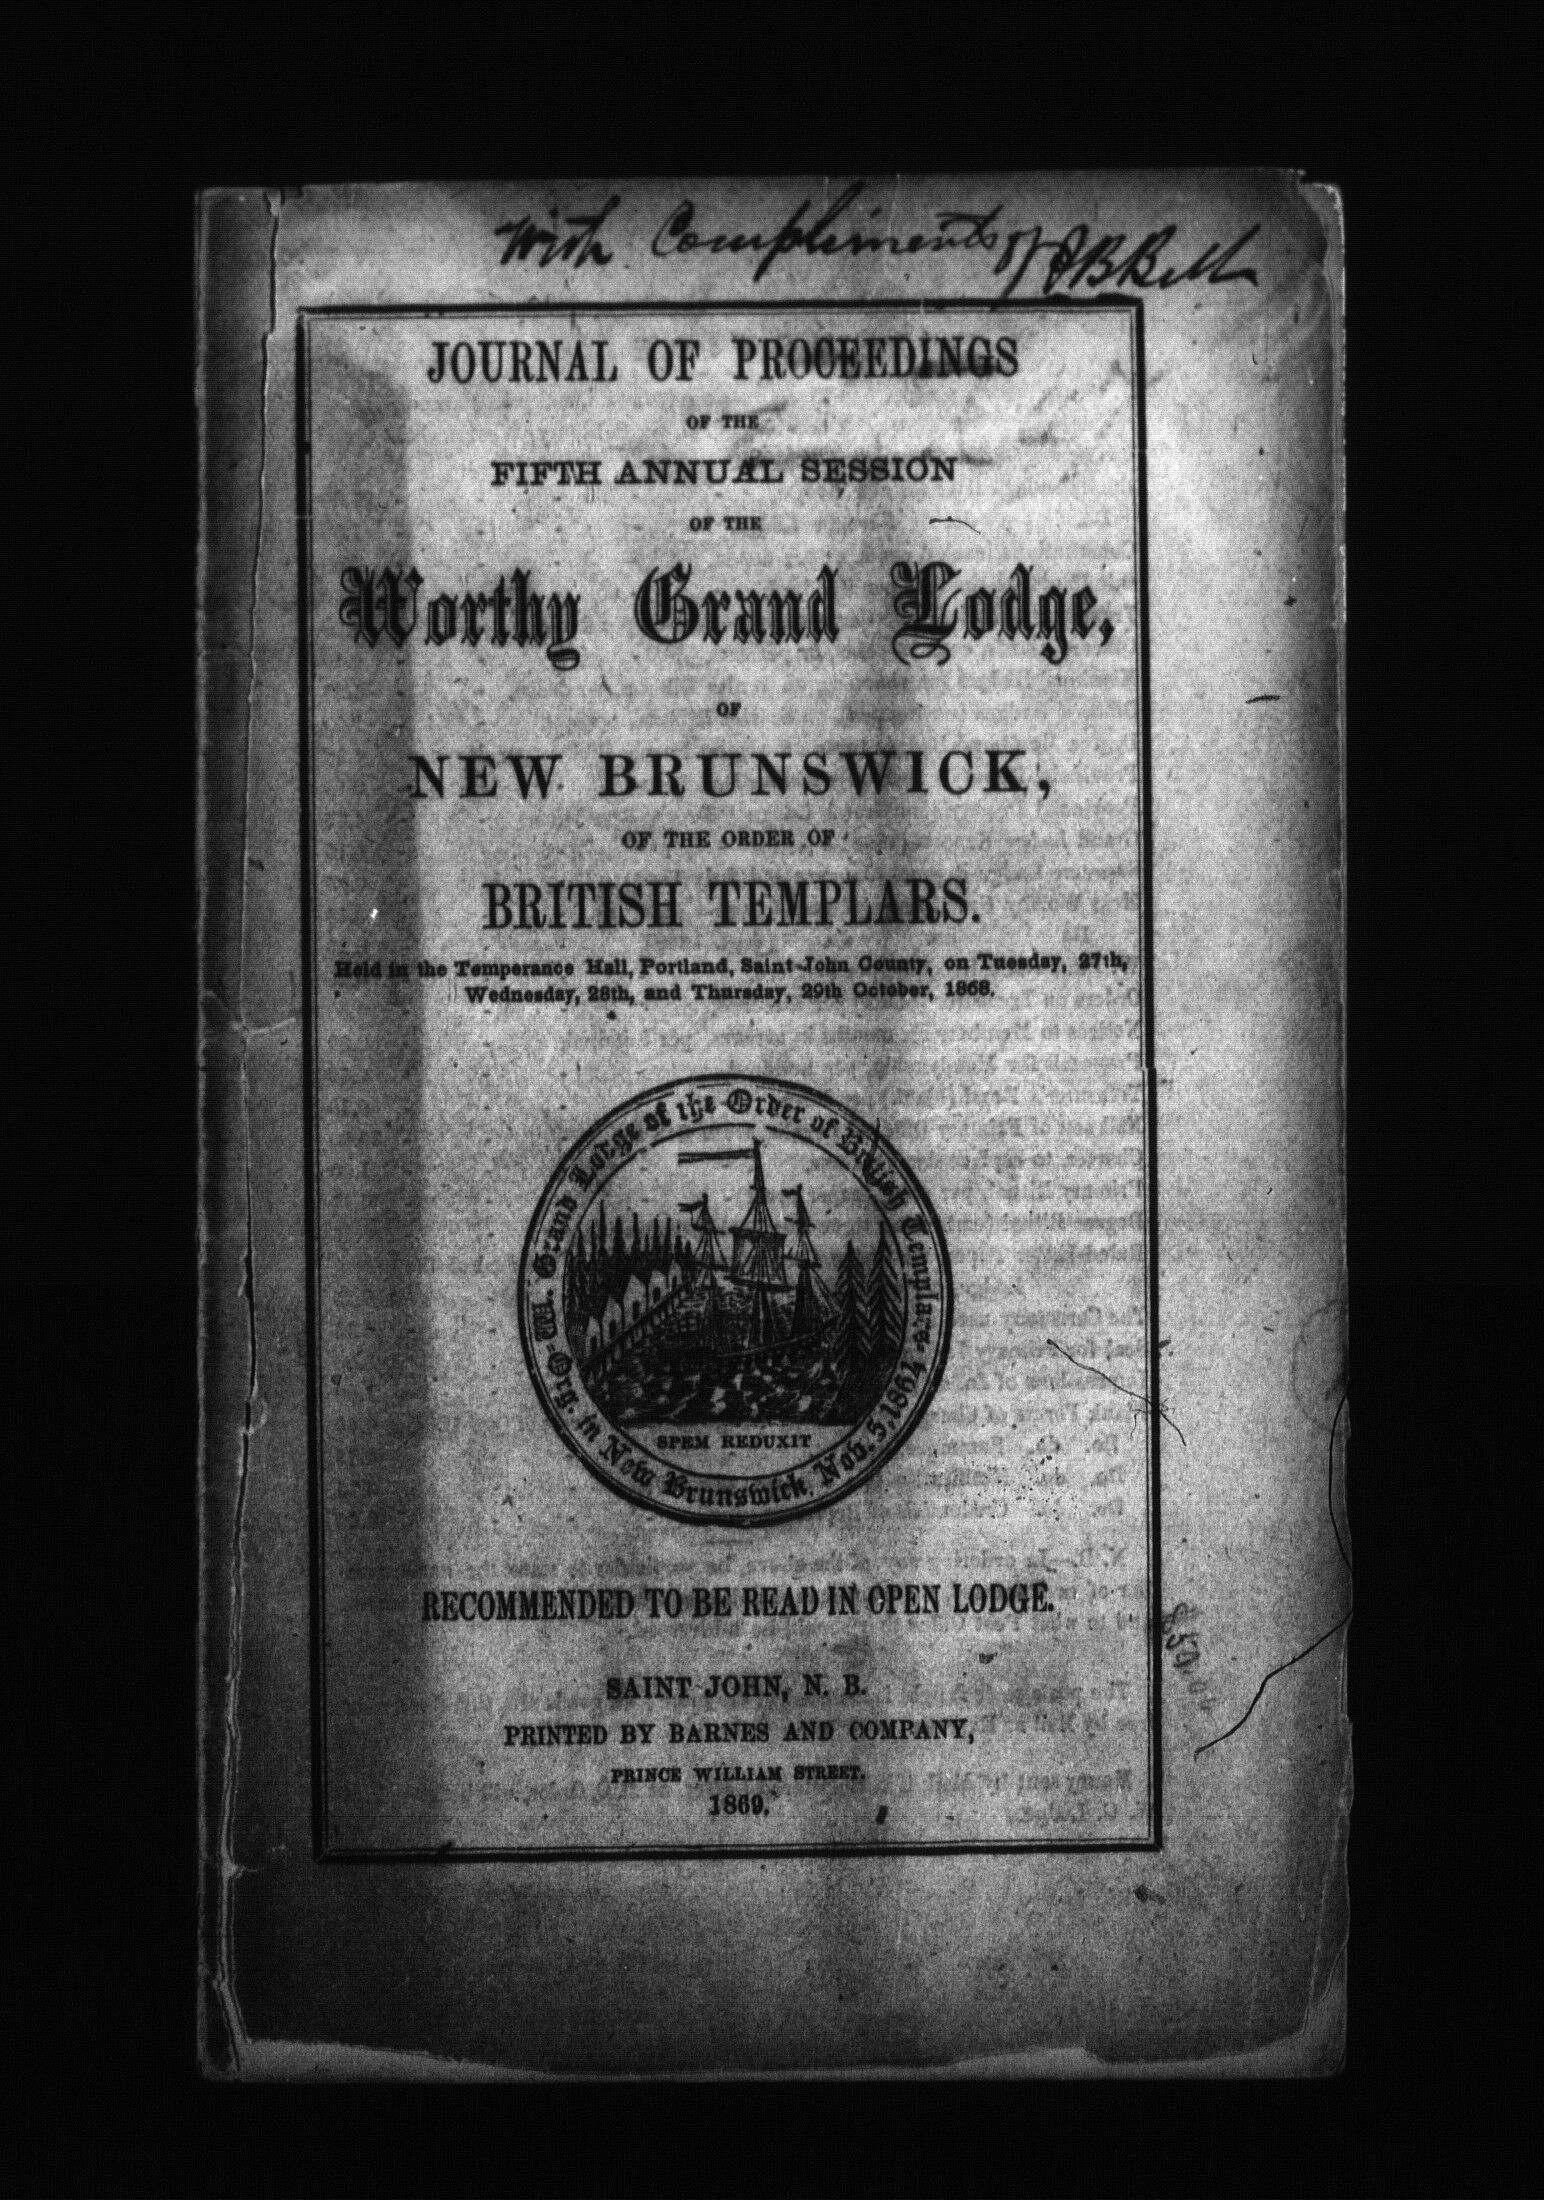 With Compliments of J B Bell
JOURNAL OF PROCEEDINGS
OF THE
FIFTH ANNUAL SESSION
OF THE
Worthy Grand Lodge,
OF
NEW BRUNSWICK,
OF THE ORDER OF
BRITISH TEMPLARS.
Held in the Temperance Hall, Portland, Saint John County, on Tuesday, 27th,
Wednesday, 28th, and Thursday, 29th October, 1868.
W. Grand Lodge of the Order of British Templars
Org. in New Brunswick, Nov. 5, 1864
SPEM REDUXIT
RECOMMENDED TO BE READ IN OPEN LODGE.
SAINT JOHN, N. B.
PRINTED BY BARNES AND COMPANY,
PRINCE WILLIAM STREET.
1869.